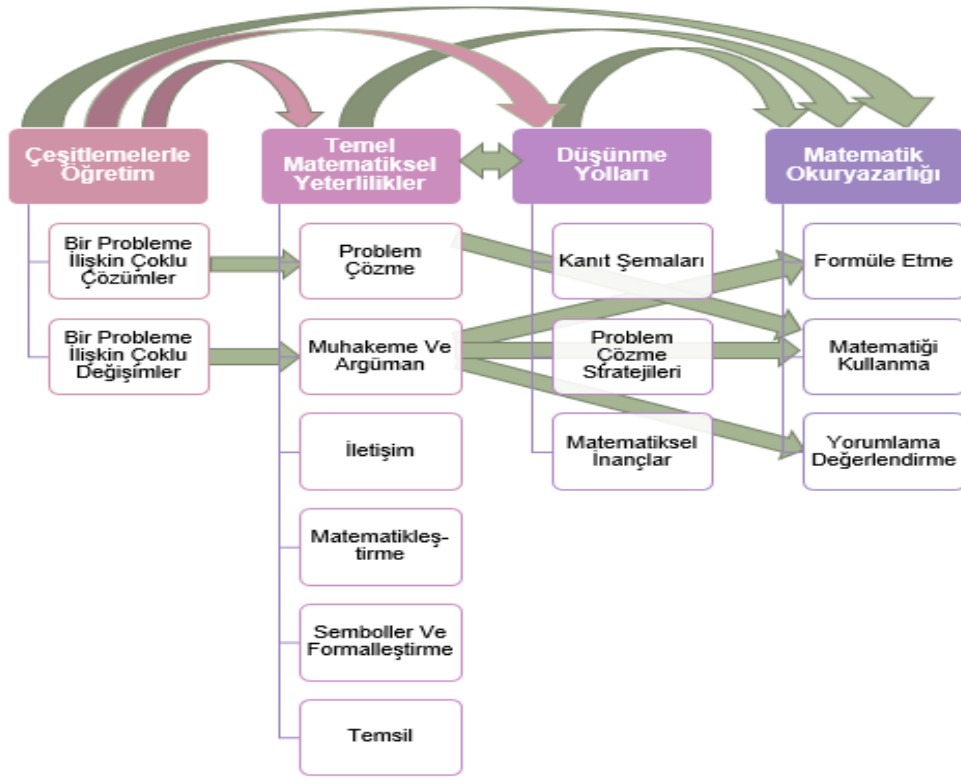 Çeşitlemelerle
Öğretim
Temel
Matematiksel
Yeterlilikler
Düşünme
Yolları
Matematik
Okuryazarlığı
Bir Probleme
İlişkin Çoklu
Çözümler
Bir Probleme
İlişkin Çoklu
Değişimler
Problem
Çözme
Muhakeme Ve
Argüman
İletişim
Matematikleş-
tirme
Semboller Ve
Formalleştirme
Temsil
Kanıt Şemaları
Problem
Çözme
Stratejileri
Matematiksel
İnançlar
Formüle Etme
Matematiği
Kullanma
Yorumlama
Değerlendirme